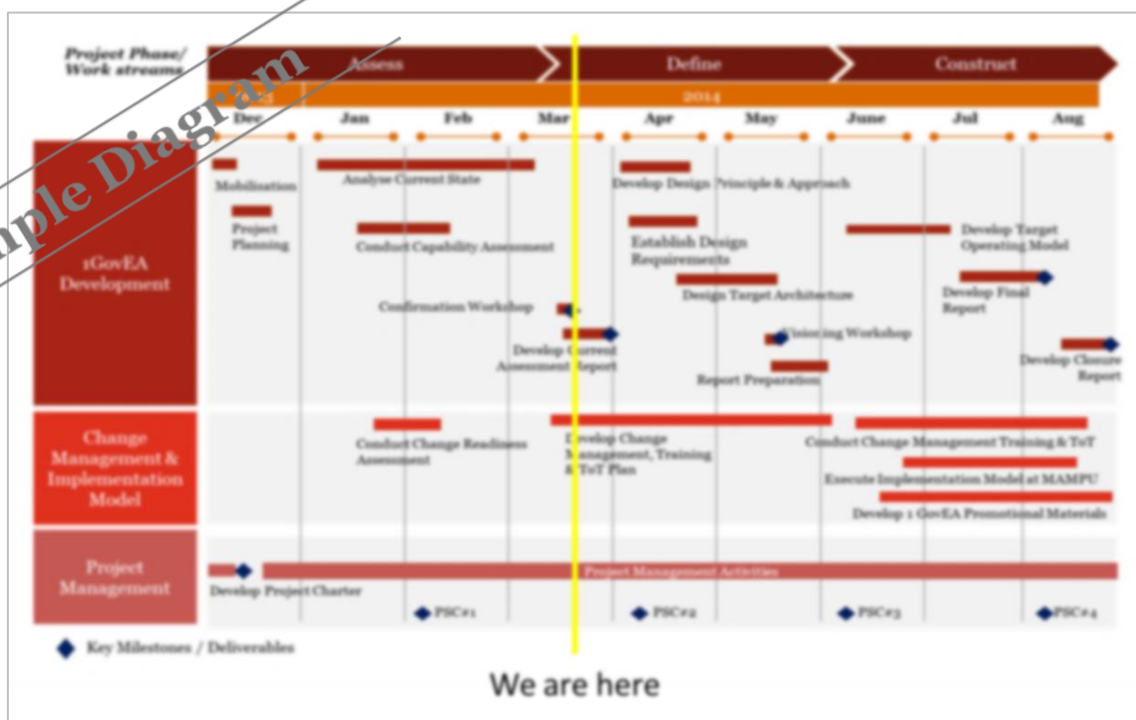 Project Phase/
Work streams
Assess
Define
Construct
2014
Dec
Jan
Feb
Mar
Apr
May
June
Jul
Aug
mple Diagram
1GovEA
Development
Mobilisation
Project
Planning
Analyse Current State
Conduct Capability Assessment
Confirmation Workshop
Develop Current
Assessment Report
Develop Design Principle & Approach
Establish Design
Requirements
Design Target Architecture
Visioning Workshop
Report Preparation
Develop Target
Operating Model
Develop Final
Report
Develop Closure
Report
Change
Management &
Implementation
Model
Conduct Change Readiness
Assessment
Develop Change
Management, Training
& ToT Plan
Conduct Change Management Training & ToT
Execute Implementation Model at MAMPU
Develop 1 GovEA Promotional Materials
Project
Management
Develop Project Charter
Project Management Activities
PSC#1
PSC#2
PSC#3
PSC#4
Key Milestones / Deliverables
We are here